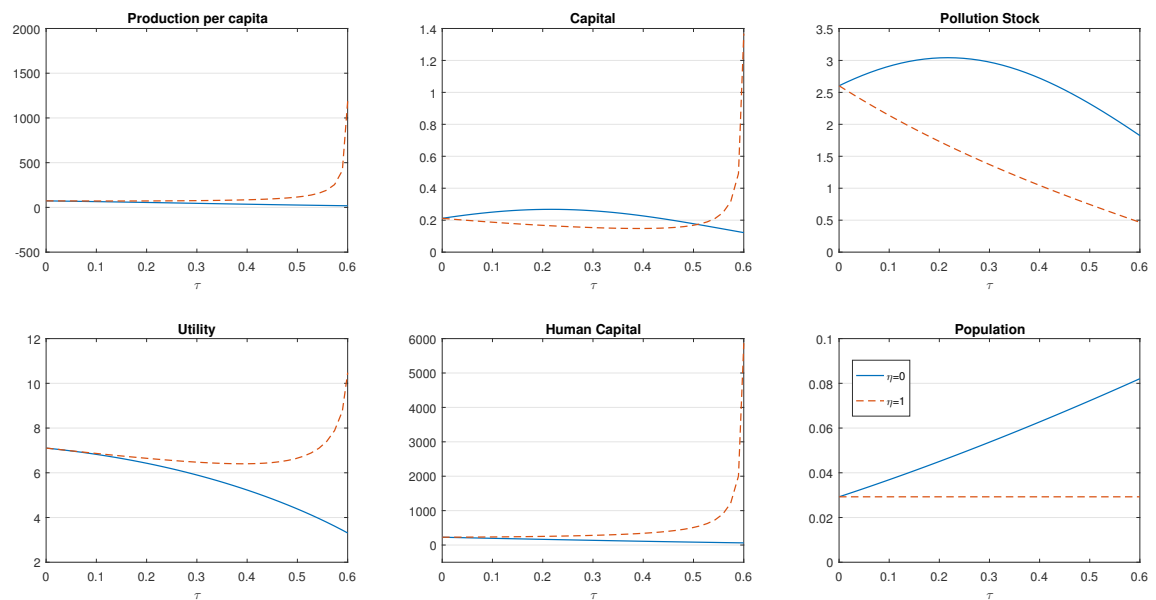 Production per capita
2000
1500
1000
500
0
-500
0 0.1 0.2 0.3 0.4 0.5 0.6
τ
Capital
1.4
1.2
1
0.8
0.6
0.4
0.2
0
0 0.1 0.2 0.3 0.4 0.5 0.6
τ
Pollution Stock
3.5
3
2.5
2
1.5
1
0.5
0
0 0.1 0.2 0.3 0.4 0.5 0.6
τ
Utility
12
10
8
6
4
2
0 0.1 0.2 0.3 0.4 0.5 0.6
τ
Human Capital
6000
5000
4000
3000
2000
1000
0
0 0.1 0.2 0.3 0.4 0.5 0.6
τ
Population
0.1
0.08
0.06
0.04
0.02
0
η=0
η=1
0 0.1 0.2 0.3 0.4 0.5 0.6
τ